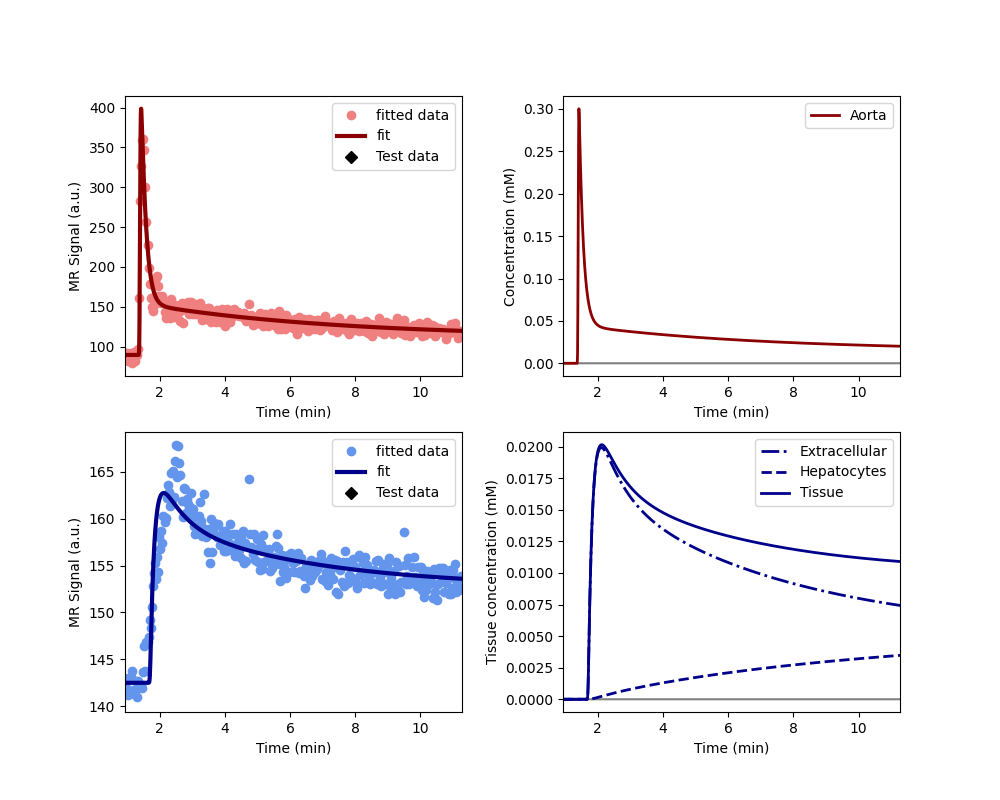 400
350
300
250
200
150
100
MR Signal (a.u.)
fitted data
fit
Test data
2 4 6 8 10
Time (min)
0.30
0.25
0.20
0.15
0.10
0.05
0.00
Concentration (mM)
Aorta
2 4 6 8 10
Time (min)
165
160
155
150
145
140
MR Signal (a.u.)
fitted data
fit
Test data
2 4 6 8 10
Time (min)
0.0200
0.0175
0.0150
0.0125
0.0100
0.0075
0.0050
0.0025
0.0000
Tissue concentration (mM)
Extracellular
Hepatocytes
Tissue
2 4 6 8 10
Time (min)